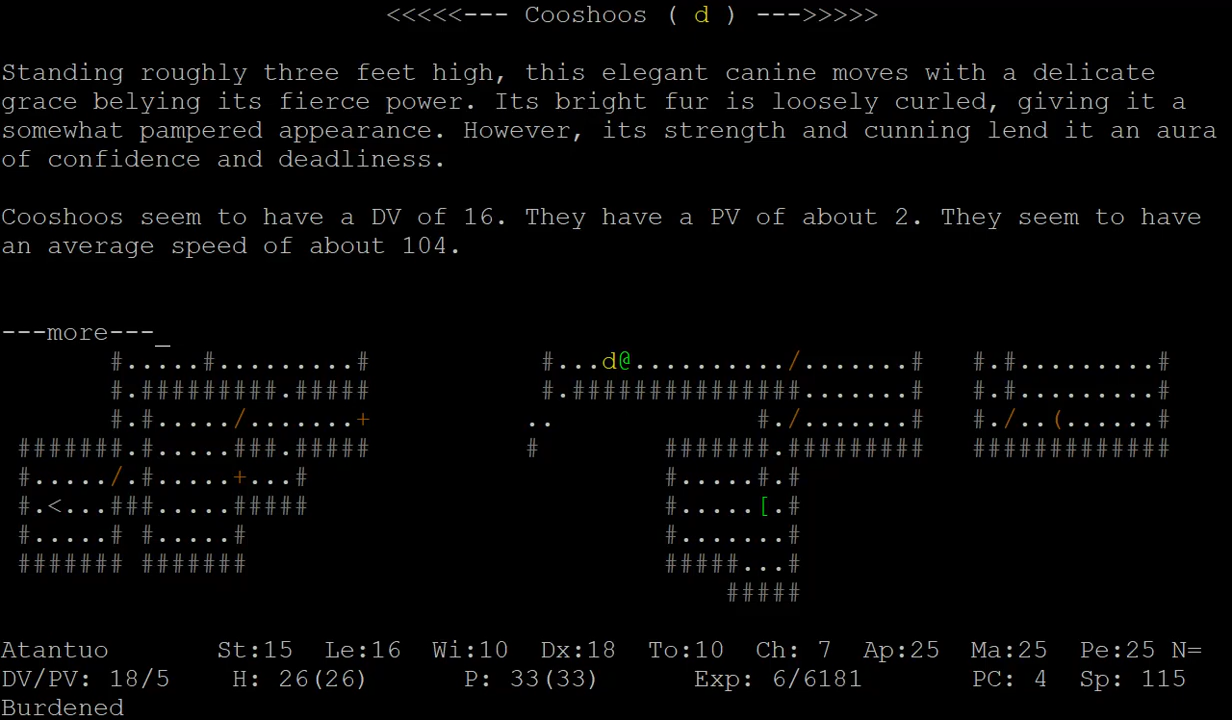 <<<<<--- Cooshoos ( d ) --->>>>>
Standing roughly three feet high, this elegant canine moves with a delicate
grace belying its fierce power. Its bright fur is loosely curled, giving it a
somewhat pampered appearance. However, its strength and cunning lend it an aura
of confidence and deadliness.
Cooshoos seem to have a DV of 16. They have a PV of about 2. They seem to have
an average speed of about 104.
---more---_
#.....#.........# #...d@........../.......# #.#.........#
#.#########.##### #.###############.......# #.#.........#
#.#...../.......+ .. #./.......# #./..(......#
#######.#.....###.##### # #######.######### #############
#...../.#.....+...# #.....#.#
#.<...###.....##### #.....[.#
#.....# #.....# #.......#
####### ####### #####...#
#####
Atantuo St:15 Le:16 Wi:10 Dx:18 To:10 Ch: 7 Ap:25 Ma:25 Pe:25 N=
DV/PV: 18/5 H: 26(26) P: 33(33) Exp: 6/6181 PC: 4 Sp: 115
Burdened